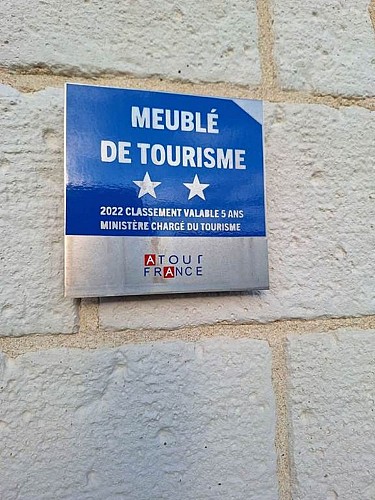 MEUBLÉ
DE TOURISME
2022 CLASSEMENT VALABLE 5 ANS
MINISTÈRE CHARGÉ DU TOURISME
ATOUT
FRANCE